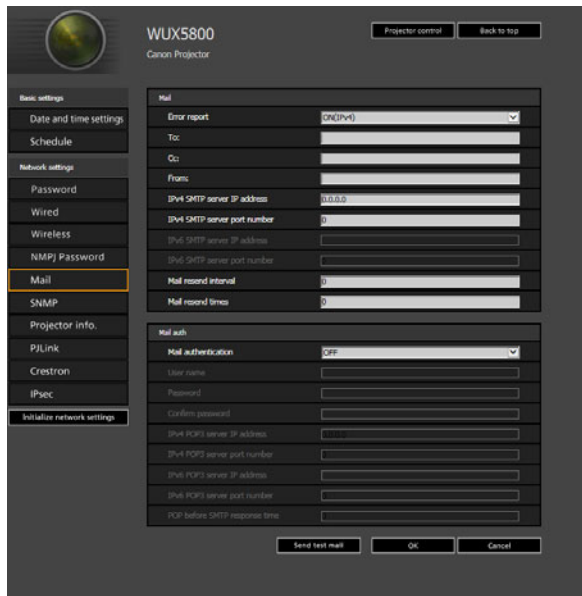 WUX5800
Canon Projector
Projector control
Back to top
Basic settings
Date and time settings
Schedule
Network settings
Password
Wired
Wireless
NMPJ Password
Mail
SNMP
Projector info.
PJLink
Crestron
IPsec
Initialize network settings
Mail
Error report ON(IPv4)
To:
Cc:
From:
IPv4 SMTP server IP address 0.0.0.0
IPv4 SMTP server port number 0
IPv6 SMTP server IP address
IPv6 SMTP server port number
Mail resend interval 0
Mail resend times 0
Mail auth
Mail authentication OFF
User name
Password
Confirm password
IPv4 POP3 server IP address
IPv4 POP3 server port number
IPv6 POP3 server IP address
IPv6 POP3 server port number
POP before SMTP response time
Send test mail
OK
Cancel